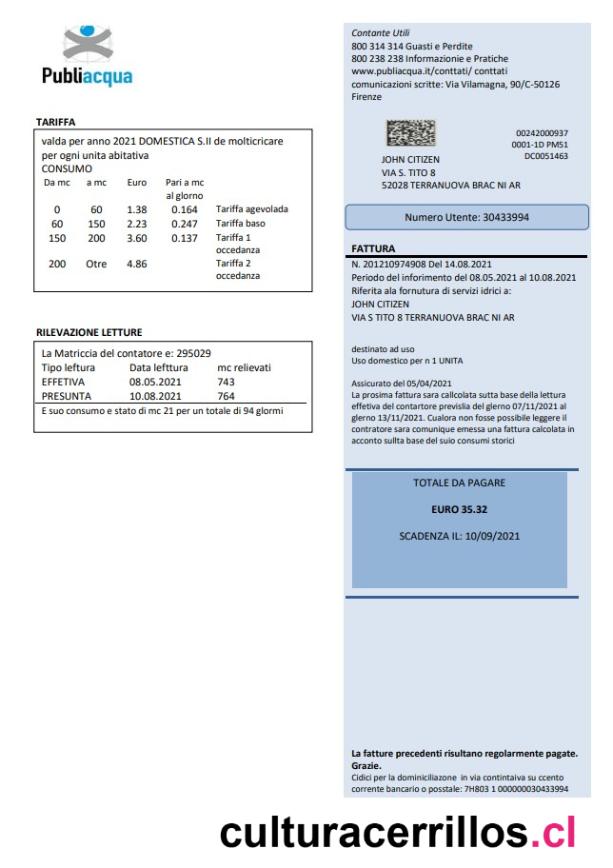 Publiacqua
TARIFFA
valda per anno 2021 DOMESTICA S.II de molticricare
per ogni unita abitativa
CONSUMO
Da mc a mc Euro Pari a mc
al glorno
0 60 1.38 0.164 Tariffa agevolada
60 150 2.23 0.247 Tariffa baso
150 200 3.60 0.137 Tariffa 1
occedanza
200 Otre 4.86 Tariffa 2
occedanza
RILEVAZIONE LETTURE
La Matriccia del contatore e: 295029
Tipo leftura Data lefttura mc relievati
EFFETIVA 08.05.2021 743
PRESUNTA 10.08.2021 764
E suo consumo e stato di mc 21 per un totale di 94 glormi
Contante Utili
800 314 314 Guasti e Perdite
800 238 238 Informazionie e Pratiche
www.publiacqua.it/conttati/ conttati
comunicazioni scritte: Via Vilamagna, 90/C-50126
Firenze
00242000937
0001-1D PM51
DC0051463
JOHN CITIZEN
VIA S. TITO 8
52028 TERRANUOVA BRAC NI AR
Numero Utente: 30433994
FATTURA
N. 201210974908 Del 14.08.2021
Periodo del inforimento del 08.05.2021 al 10.08.2021
Riferita ala fornutura di servizi idrici a:
JOHN CITIZEN
VIA S TITO 8 TERRANUOVA BRAC NI AR
destinato ad uso
Uso domestico per n 1 UNITA
Assicurato del 05/04/2021
La prosima fattura sara callcolata sutta base della lettura
effetiva del contartore previslia del glerno 07/11/2021 al
glerno 13/11/2021. Cualora non fosse possibile leggere il
contratore sara comunique emessa una fattura calcolata in
acconto sullta base del suio consumi storici
TOTALE DA PAGARE
EURO 35.32
SCADENZA IL: 10/09/2021
La fatture precedenti risultano regolarmente pagate.
Grazie.
Cidici per la dominiciliazone in via contintaiva su ccento
corrente bancario o posstale: 7H803 1 000000030433994
culturacerrillos.cl